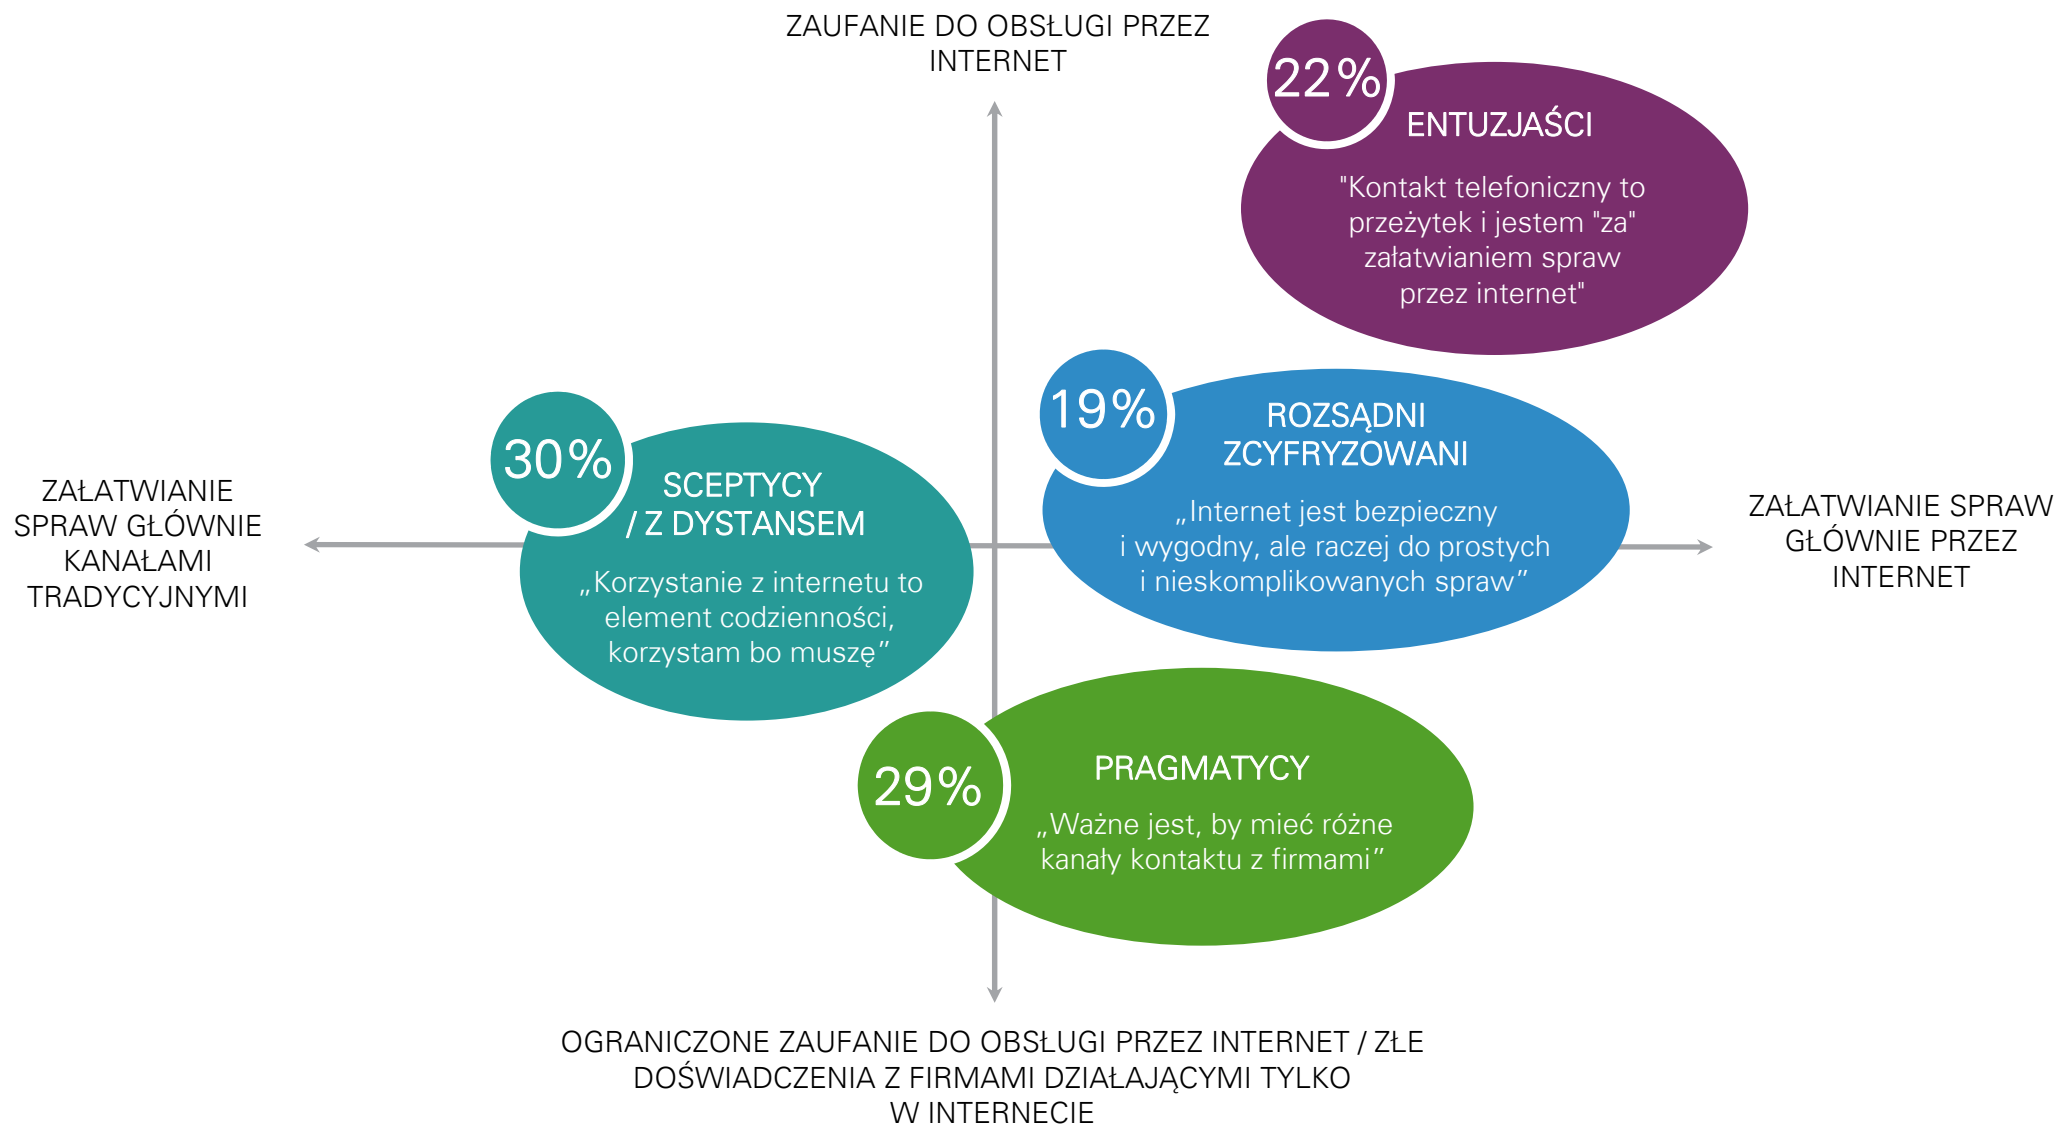 ZAUFANIE DO OBSŁUGI PRZEZ
INTERNET
22%
ENTUZJAŚCI
"Kontakt telefoniczny to
przeżytek i jestem "za"
załatwianiem spraw
przez internet"
19%
ROZSĄDNI
ZCYFRYZOWANI
„Internet jest bezpieczny
i wygodny, ale raczej do prostych
i nieskomplikowanych spraw”
30%
SCEPTYCY
/ Z DYSTANSEM
„Korzystanie z internetu to
element codzienności,
korzystam bo muszę”
ZAŁATWIANIE
SPRAW GŁÓWNIE
KANAŁAMI
TRADYCYJNYMI
ZAŁATWIANIE SPRAW
GŁÓWNIE PRZEZ
INTERNET
29%
PRAGMATYCY
„Ważne jest, by mieć różne
kanały kontaktu z firmami”
OGRANICZONE ZAUFANIE DO OBSŁUGI PRZEZ INTERNET / ZŁE
DOŚWIADCZENIA Z FIRMAMI DZIAŁAJĄCYMI TYLKO
W INTERNECIE